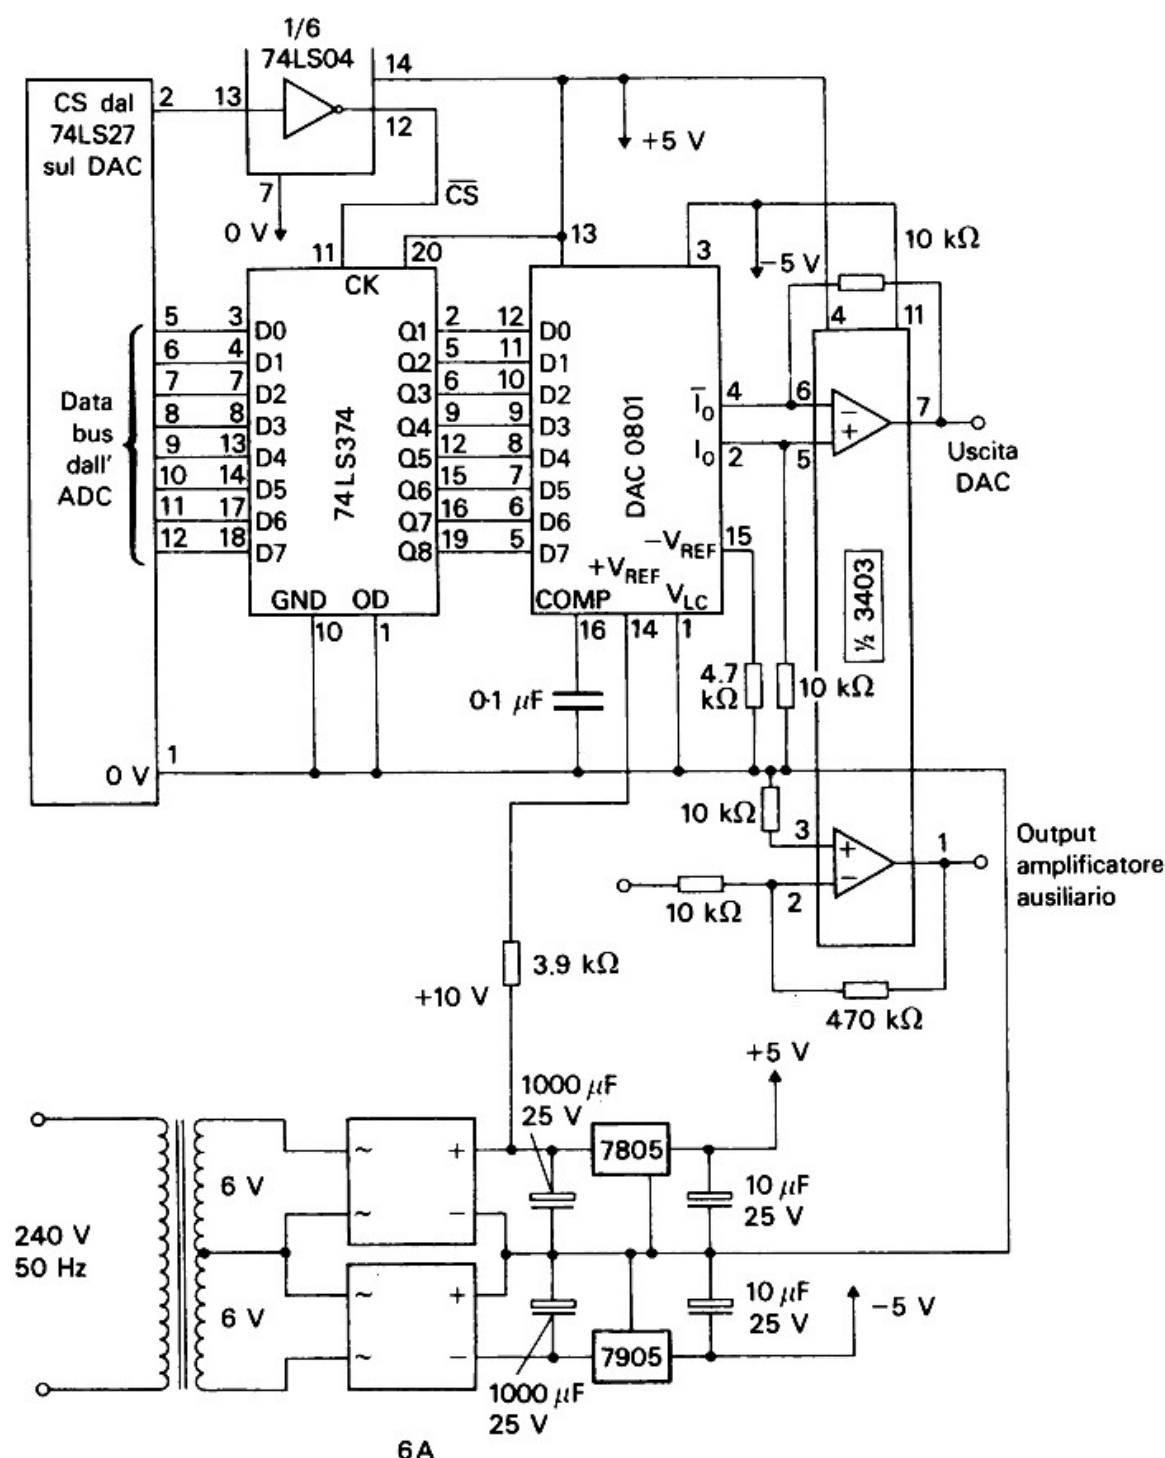 1/6
74LS04
14
CS dal
74LS27
sul DAC
2
13
12
+5 V
7
0 V
CS
11
20
13
3
10 kΩ
-5 V
CK
4
11
5
3
D0
Q1
2
12
D0
6
4
D1
Q2
5
11
D1
7
7
D2
Q3
6
10
D2
8
8
D3
Q4
9
9
D3
9
13
D4
Q5
12
8
D4
10
14
D5
Q6
15
7
D5
11
17
D6
Q7
16
6
D6
12
18
D7
Q8
19
5
D7
Data
bus
dall'
ADC
74LS374
DAC 0801
I̅O
4
6
−
7
IO
2
5
+
Uscita
DAC
−VREF
15
+VREF
GND
OD
COMP
VLC
10
1
16
14
1
½ 3403
4.7
kΩ
10 kΩ
0·1 µF
0 V
1
10 kΩ
3
+
1
−
2
10 kΩ
Output
amplificatore
ausiliario
3.9 kΩ
+10 V
470 kΩ
+5 V
1000 µF
25 V
~
+
7805
6 V
~
−
10 µF
25 V
240 V
50 Hz
~
+
10 µF
25 V
−5 V
6 V
~
−
7905
1000 µF
25 V
6A